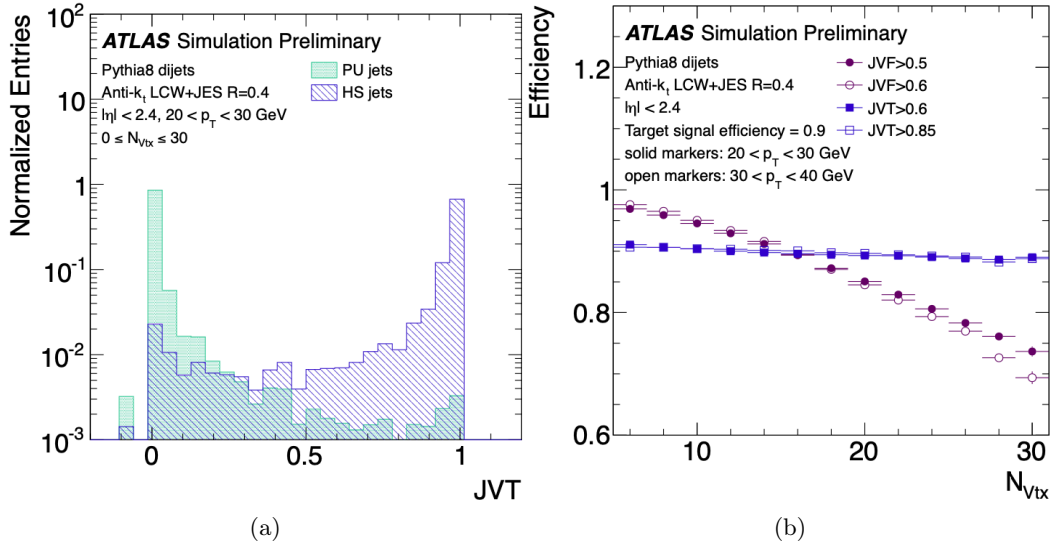 ATLAS Simulation Preliminary
Pythia8 dijets
Anti-kt LCW+JES R=0.4
|η| < 2.4, 20 < pT < 30 GeV
0 ≤ NVtx ≤ 30
PU jets
HS jets
Normalized Entries
10²
10
1
10⁻¹
10⁻²
10⁻³
0
0.5
1
JVT
(a)
ATLAS Simulation Preliminary
Pythia8 dijets
Anti-kt LCW+JES R=0.4
|η| < 2.4
Target signal efficiency = 0.9
solid markers: 20 < pT < 30 GeV
open markers: 30 < pT < 40 GeV
JVF>0.5
JVF>0.6
JVT>0.6
JVT>0.85
Efficiency
1.2
1
0.8
0.6
10
20
30
NVtx
(b)